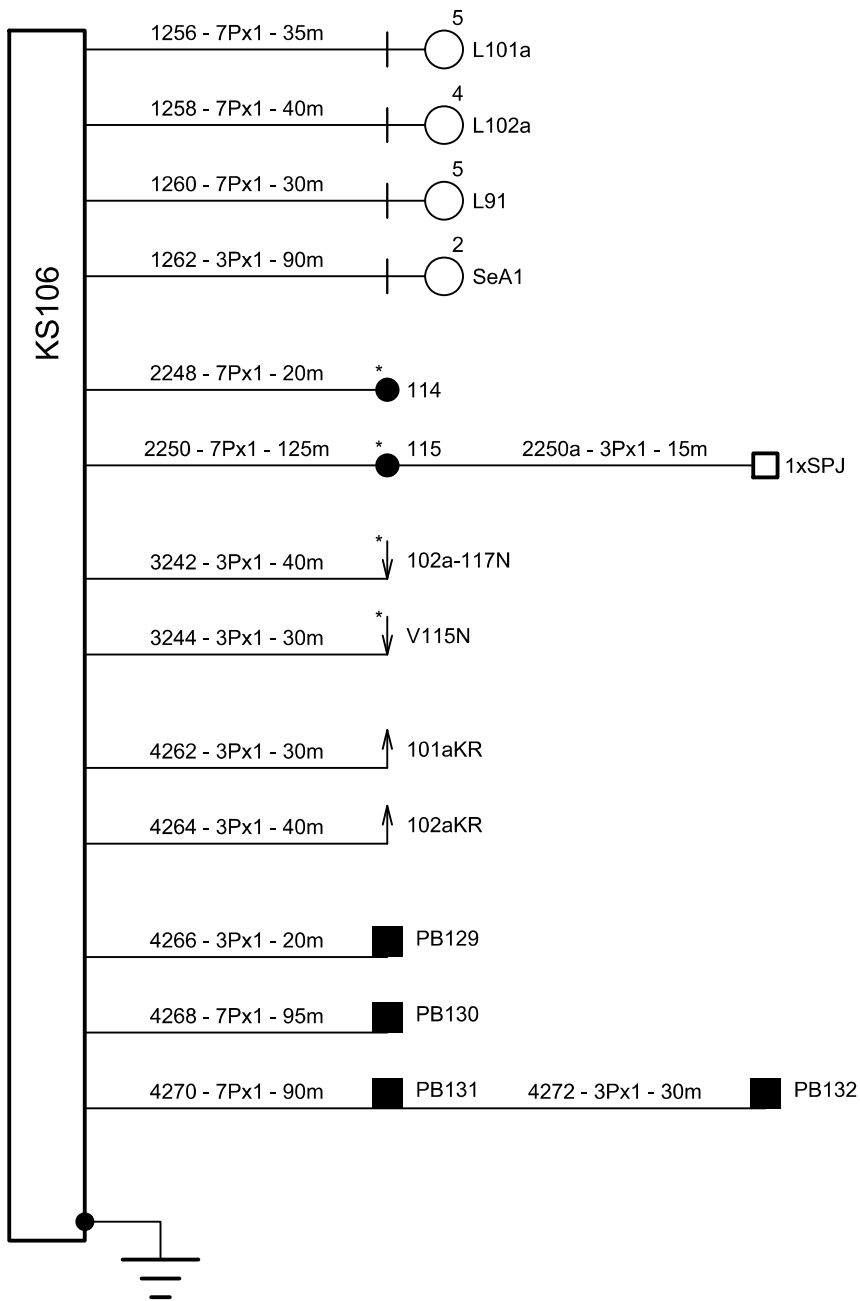 KS106
5
1256 - 7Px1 - 35m
L101a
4
1258 - 7Px1 - 40m
L102a
5
1260 - 7Px1 - 30m
L91
2
1262 - 3Px1 - 90m
SeA1
2248 - 7Px1 - 20m * 114
2250 - 7Px1 - 125m * 115 2250a - 3Px1 - 15m
1xSPJ
3242 - 3Px1 - 40m * 102a-117N
3244 - 3Px1 - 30m * V115N
4262 - 3Px1 - 30m 101aKR
4264 - 3Px1 - 40m 102aKR
4266 - 3Px1 - 20m PB129
4268 - 7Px1 - 95m PB130
4270 - 7Px1 - 90m PB131 4272 - 3Px1 - 30m PB132